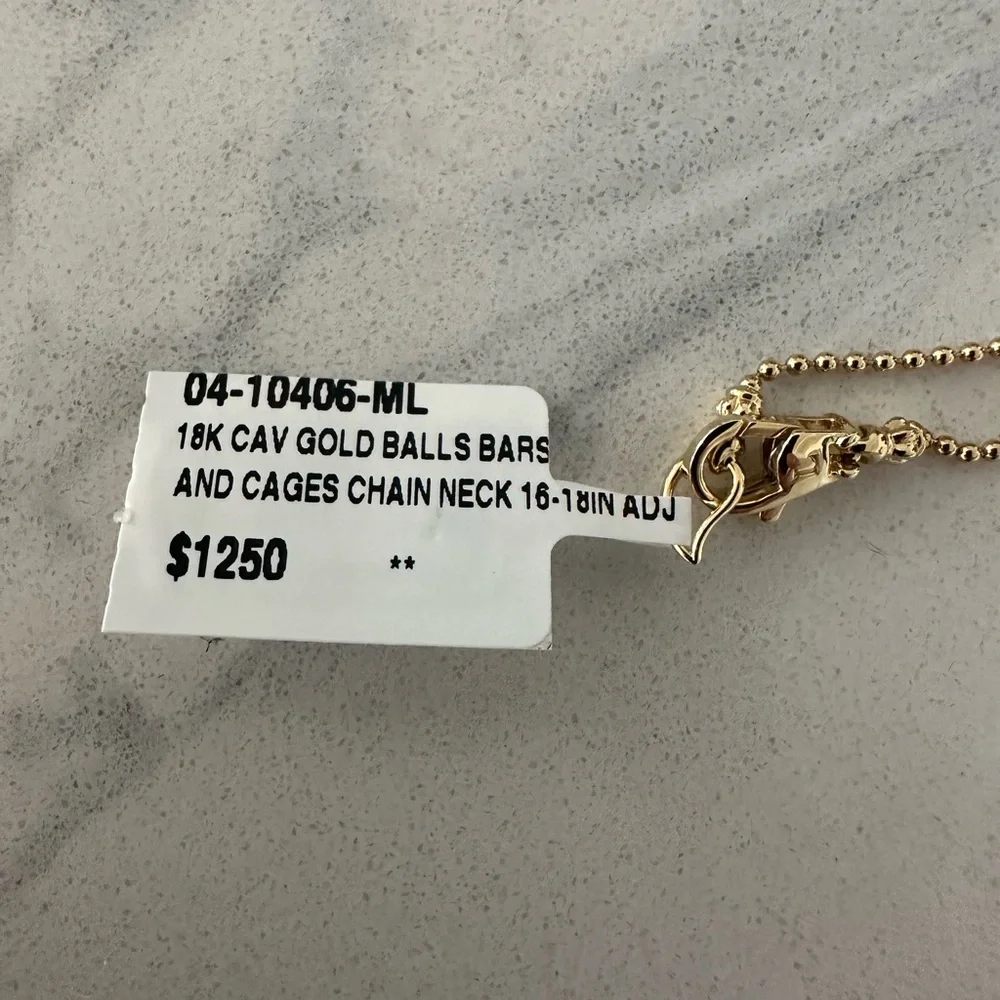 04-10406-ML
18K CAV GOLD BALLS BARS
AND CAGES CHAIN NECK 16-18IN ADJ
$1250 **